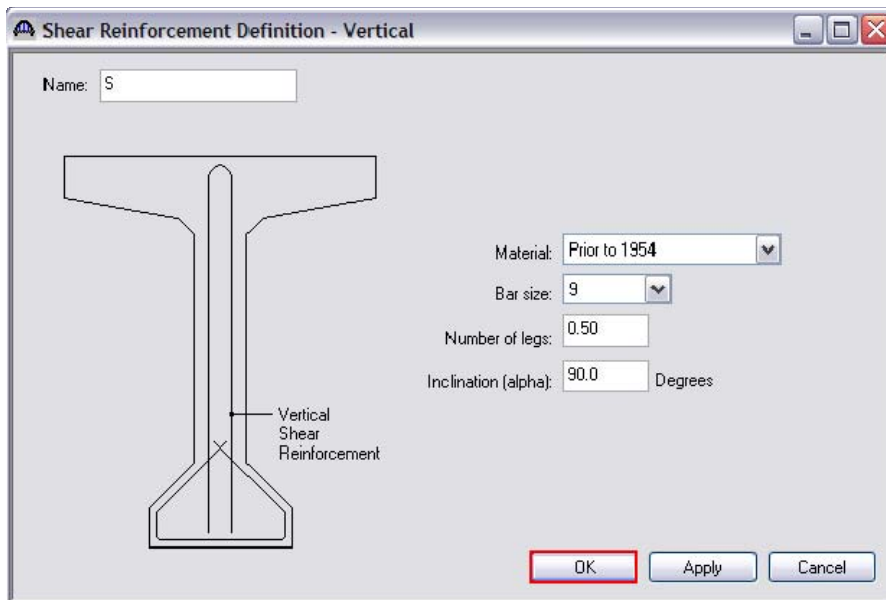 Shear Reinforcement Definition - Vertical
Name: S
Material: Prior to 1954
Bar size: 9
Number of legs: 0.50
Inclination (alpha): 90.0 Degrees
Vertical
Shear
Reinforcement
OK Apply Cancel